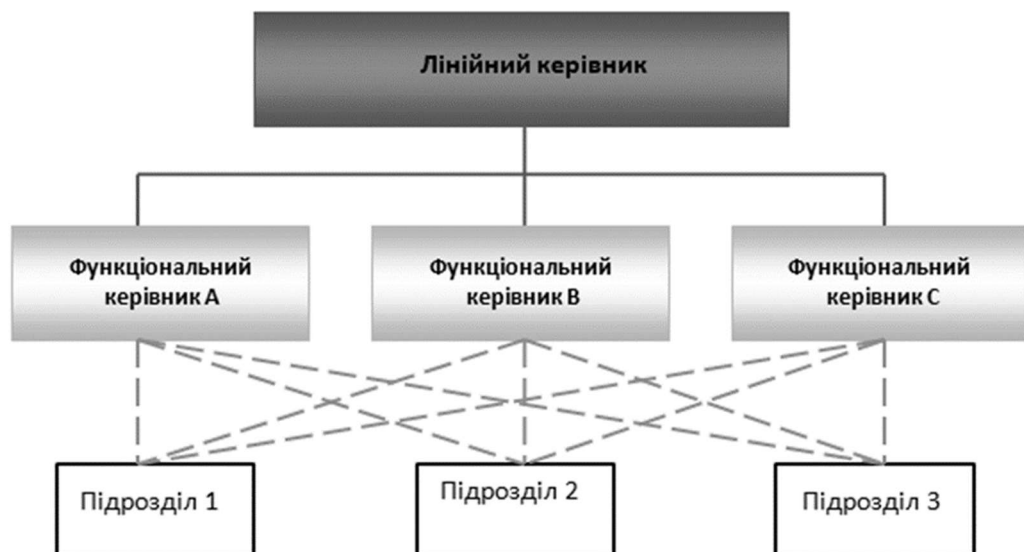 Лінійний керівник
Функціональний
керівник А
Функціональний
керівник В
Функціональний
керівник С
Підрозділ 1
Підрозділ 2
Підрозділ 3